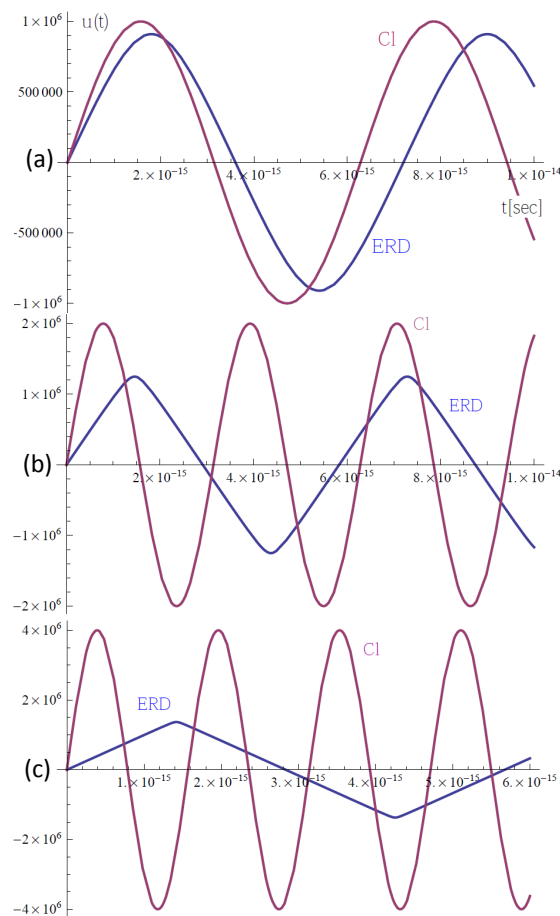 1. × 10⁶ u(t)
Cl
500 000
(a)
2. × 10⁻¹⁵ 4. × 10⁻¹⁵ 6. × 10⁻¹⁵ 8. × 10⁻¹⁵ 1. × 10⁻¹⁴
t[sec]
-500 000
ERD
-1 × 10⁶
2 × 10⁶
Cl
1 × 10⁶
ERD
(b)
2. × 10⁻¹⁵ 4. × 10⁻¹⁵ 6. × 10⁻¹⁵ 8. × 10⁻¹⁵ 1. × 10⁻¹⁴
-1 × 10⁶
-2 × 10⁶
4 × 10⁶
Cl
2 × 10⁶
ERD
(c)
1. × 10⁻¹⁵ 2. × 10⁻¹⁵ 3. × 10⁻¹⁵ 4. × 10⁻¹⁵ 5. × 10⁻¹⁵ 6. × 10⁻¹⁵
-2 × 10⁶
-4 × 10⁶